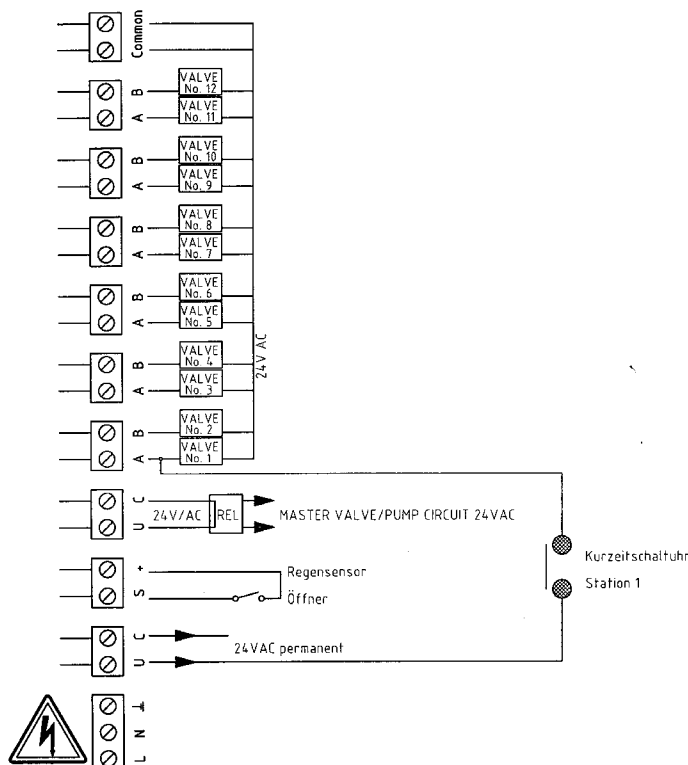 Common
B
VALVE
No. 12
A
VALVE
No. 11
B
VALVE
No. 10
A
VALVE
No. 9
B
VALVE
No. 8
A
VALVE
No. 7
B
VALVE
No. 6
A
VALVE
No. 5
B
VALVE
No. 4
A
VALVE
No. 3
B
VALVE
No. 2
A
VALVE
No. 1
24V AC
C
U
24V/AC
REL
MASTER VALVE/PUMP CIRCUIT 24VAC
Kurzeitschaltuhr
Station 1
+
S
Regensensor
Öffner
C
U
24VAC permanent
N
L